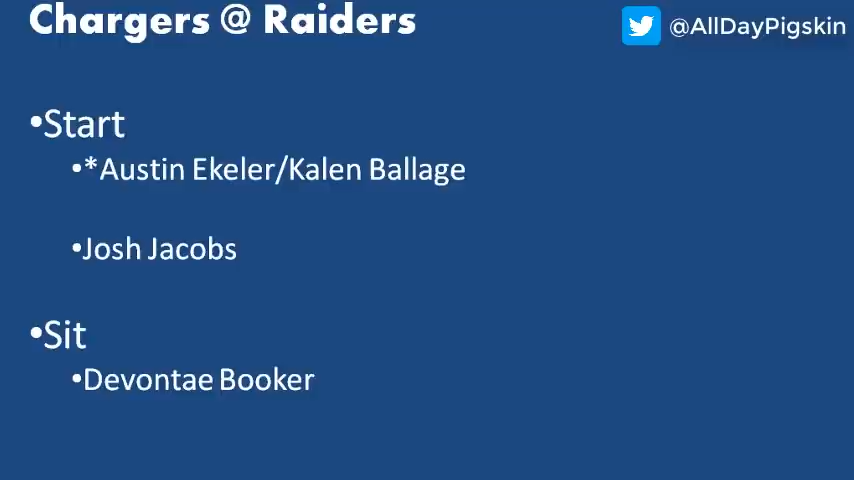 Chargers @ Raiders
@AllDayPigskin
•Start
•*Austin Ekeler/Kalen Ballage
•Josh Jacobs
•Sit
•Devontae Booker